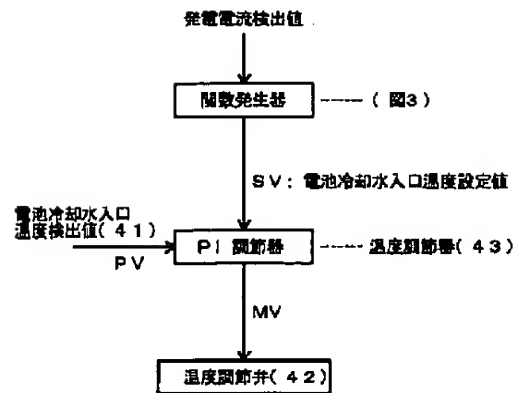 発電電流検出値
関数発生器 ----- ( 図3)
SV: 電池冷却水入口温度設定値
電池冷却水入口
温度検出値(41)
PV
PI 調節器 ----- 温度調節器(43)
MV
温度調節弁(42)